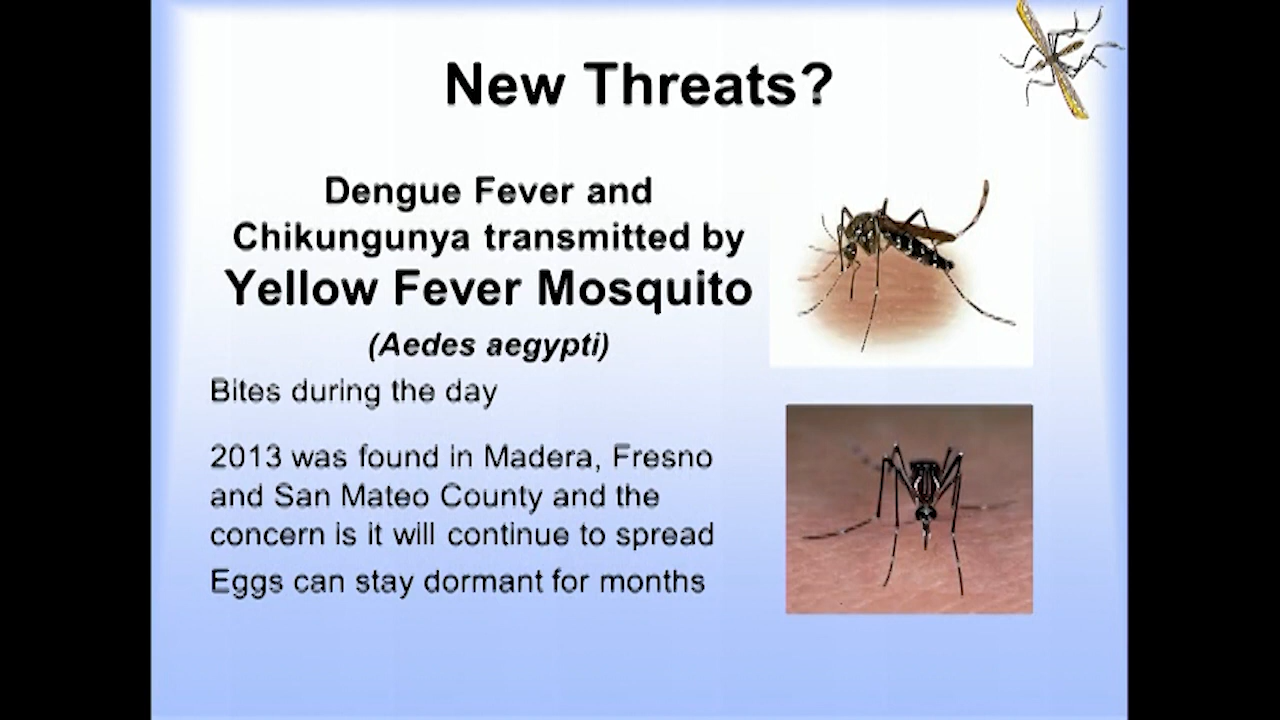 New Threats?
Dengue Fever and
Chikungunya transmitted by
Yellow Fever Mosquito
(Aedes aegypti)
Bites during the day
2013 was found in Madera, Fresno
and San Mateo County and the
concern is it will continue to spread
Eggs can stay dormant for months